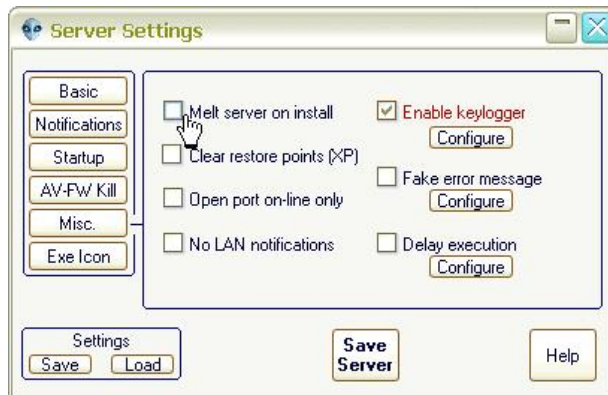 Server Settings
Basic
Notifications
Startup
AV-FW Kill
Misc.
Exe Icon
Melt server on install
Clear restore points (XP)
Open port on-line only
No LAN notifications
Enable keylogger
Configure
Fake error message
Configure
Delay execution
Configure
Settings
Save
Load
Save
Server
Help